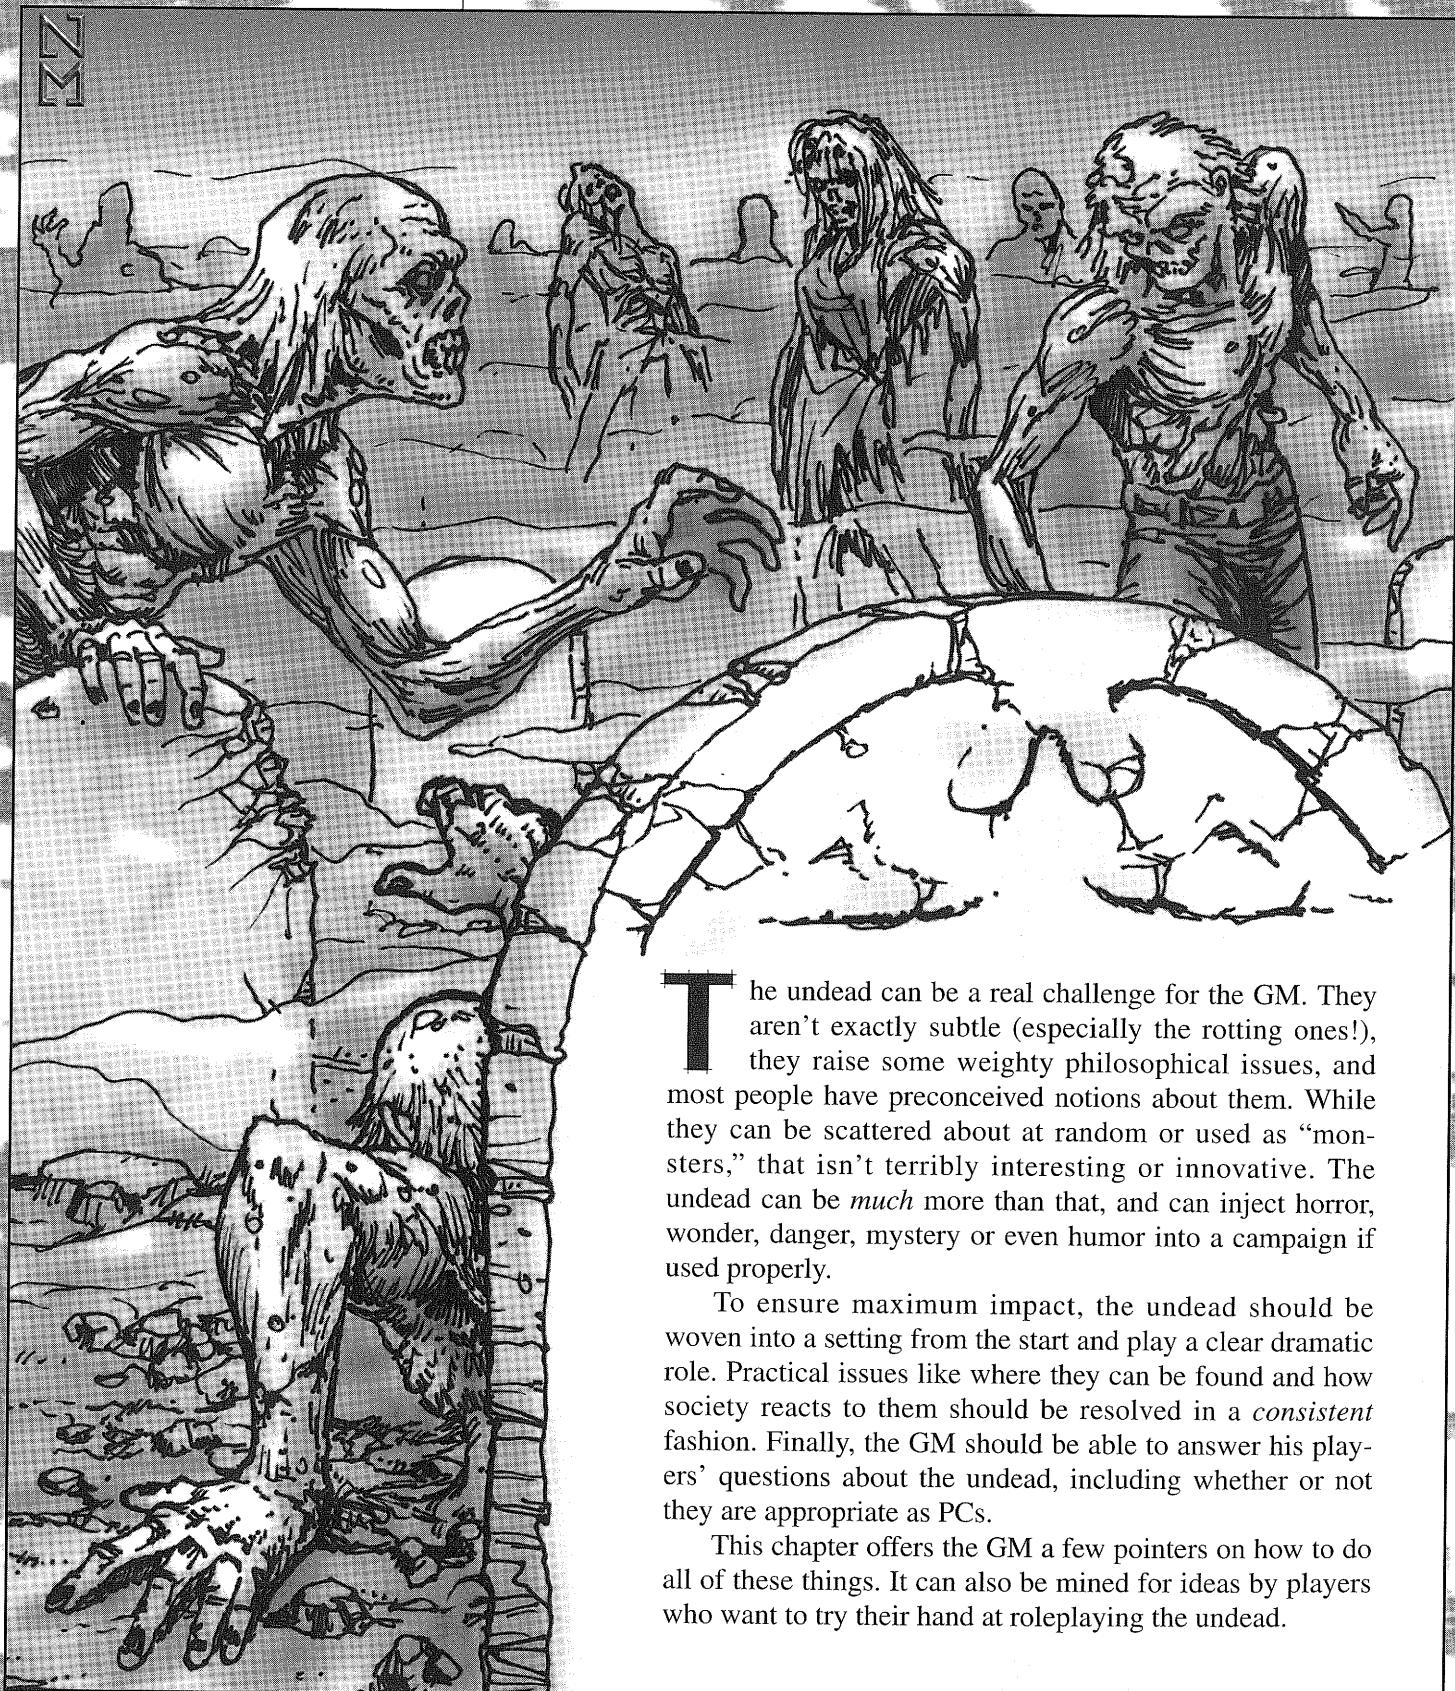 The undead can be a real challenge for the GM. They
aren’t exactly subtle (especially the rotting ones!),
they raise some weighty philosophical issues, and
most people have preconceived notions about them. While
they can be scattered about at random or used as “mon-
sters,” that isn’t terribly interesting or innovative. The
undead can be much more than that, and can inject horror,
wonder, danger, mystery or even humor into a campaign if
used properly.
To ensure maximum impact, the undead should be
woven into a setting from the start and play a clear dramatic
role. Practical issues like where they can be found and how
society reacts to them should be resolved in a consistent
fashion. Finally, the GM should be able to answer his play-
ers’ questions about the undead, including whether or not
they are appropriate as PCs.
This chapter offers the GM a few pointers on how to do
all of these things. It can also be mined for ideas by players
who want to try their hand at roleplaying the undead.